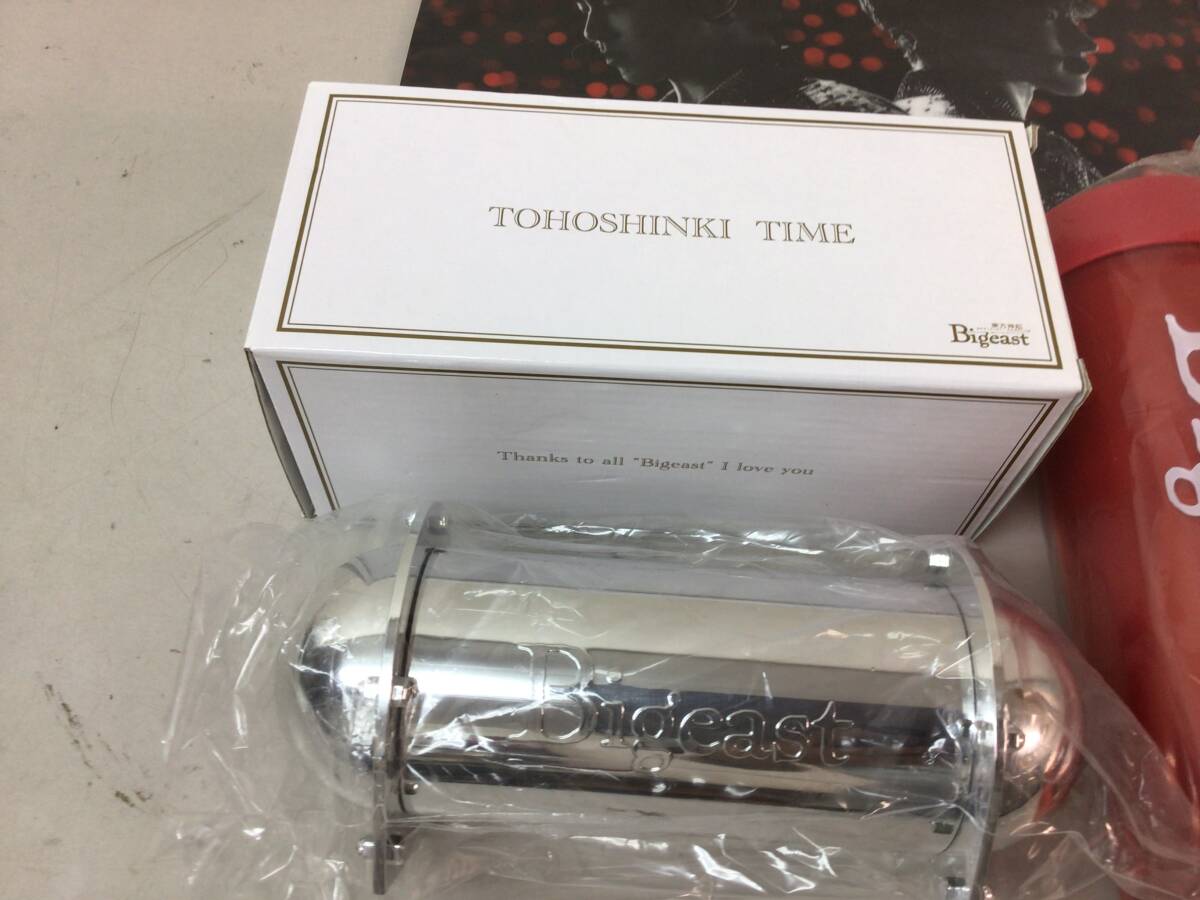 TOHOSHINKI TIME
東方神起
Bigeast
Thanks to all "Bigeast" I love you
Bigeast